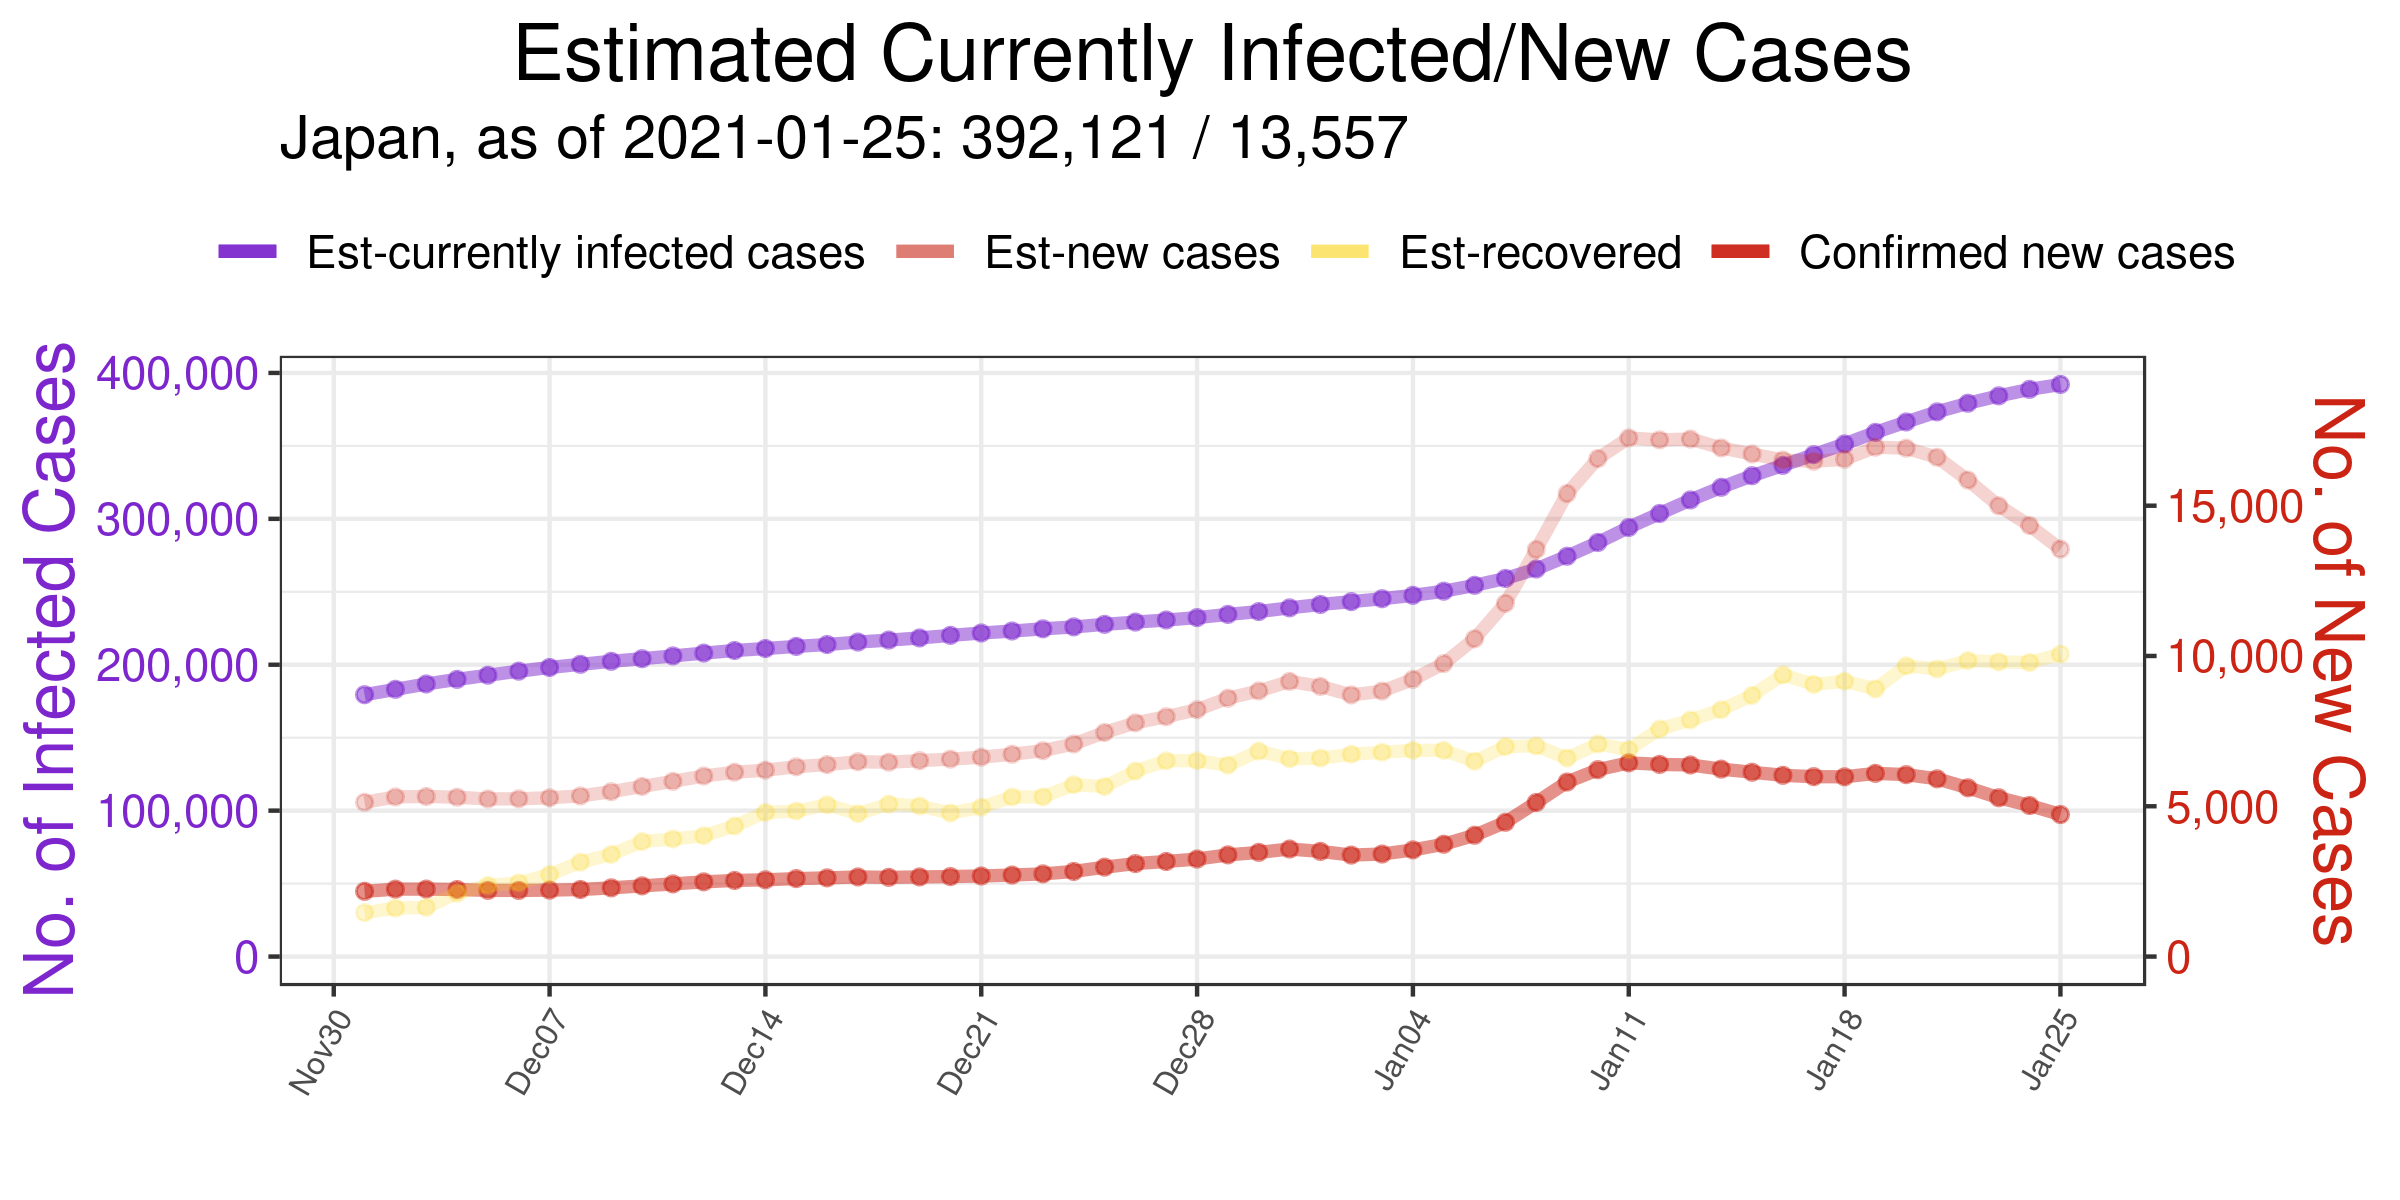 Estimated Currently Infected/New Cases
Japan, as of 2021-01-25: 392,121 / 13,557
Est-currently infected cases Est-new cases Est-recovered Confirmed new cases
No. of Infected Cases
400,000
300,000
200,000
100,000
0
15,000
10,000
5,000
0
No. of New Cases
Nov30 Dec07 Dec14 Dec21 Dec28 Jan04 Jan11 Jan18 Jan25